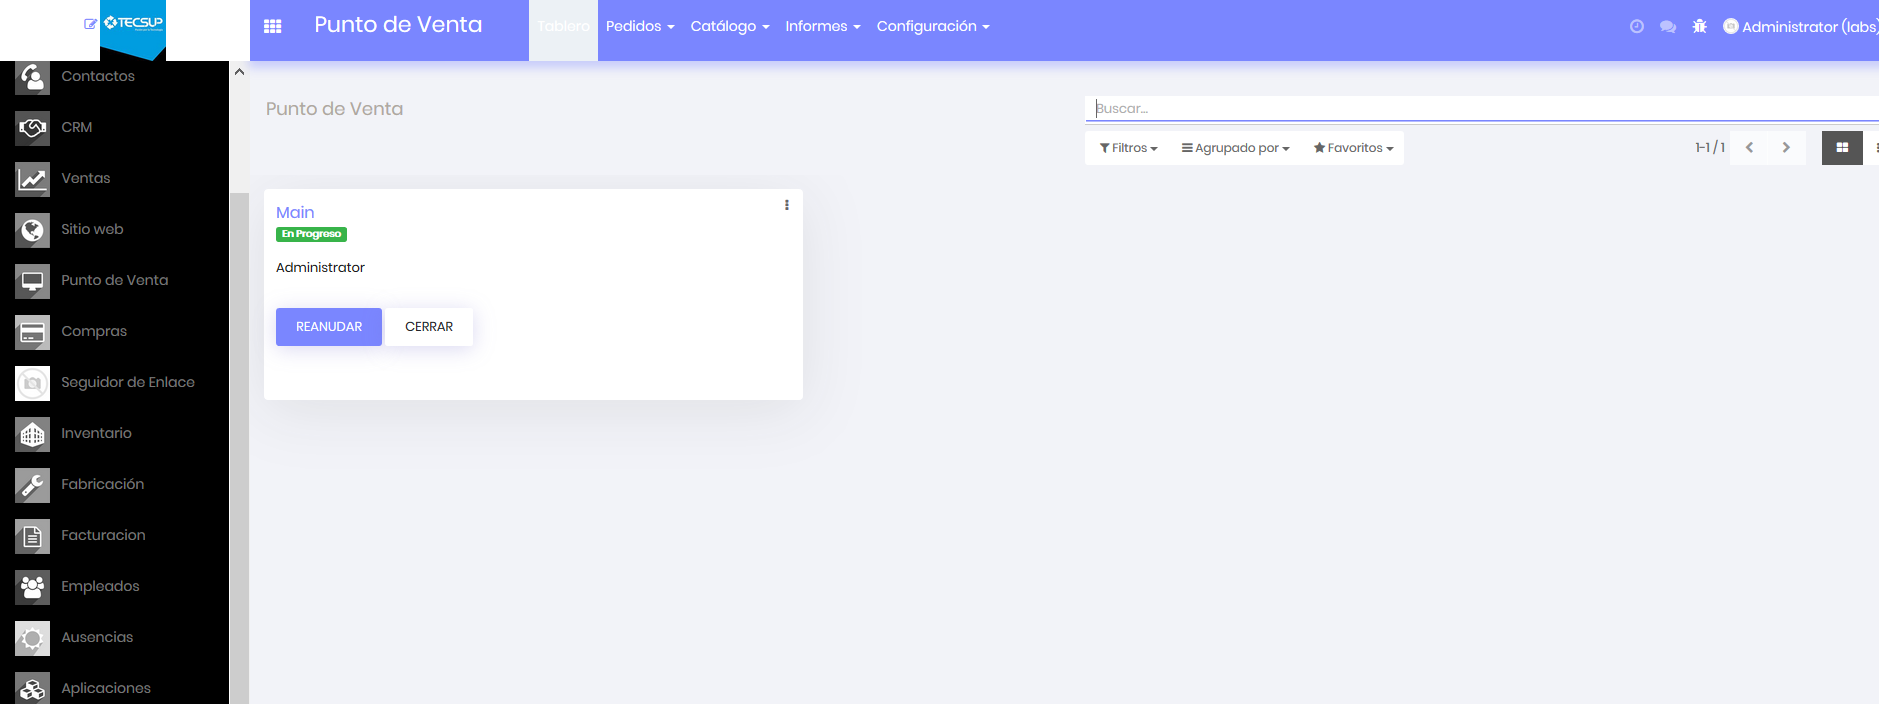 TECSUP
Punto de Venta
Tablero
Pedidos
Catálogo
Informes
Configuración
Administrator (labs)
Contactos
CRM
Ventas
Sitio web
Punto de Venta
Compras
Seguidor de Enlace
Inventario
Fabricación
Facturacion
Empleados
Ausencias
Aplicaciones
Punto de Venta
Buscar...
Filtros
Agrupado por
Favoritos
1-1 / 1
Main
En Progreso
Administrator
REANUDAR
CERRAR